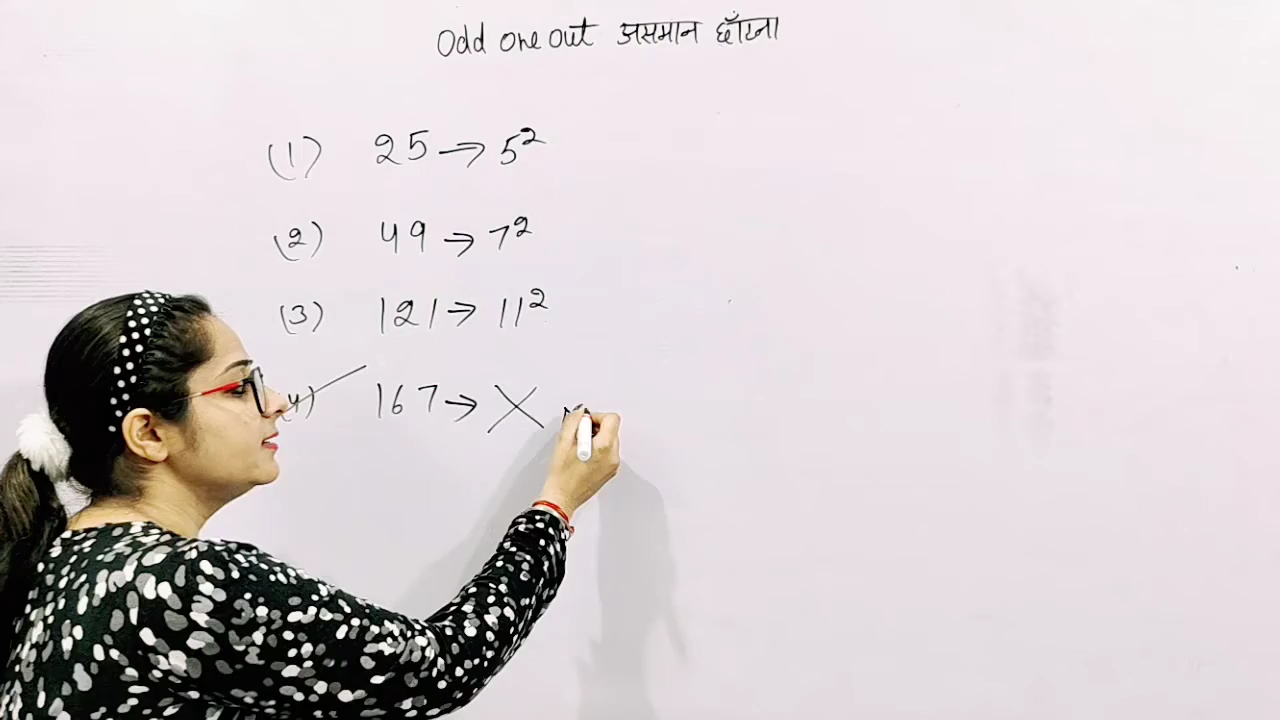 Odd one out असमान छाँटना
(1) 25 → 5²
(2) 49 → 7²
(3) 121 → 11²
(4) 167 → X